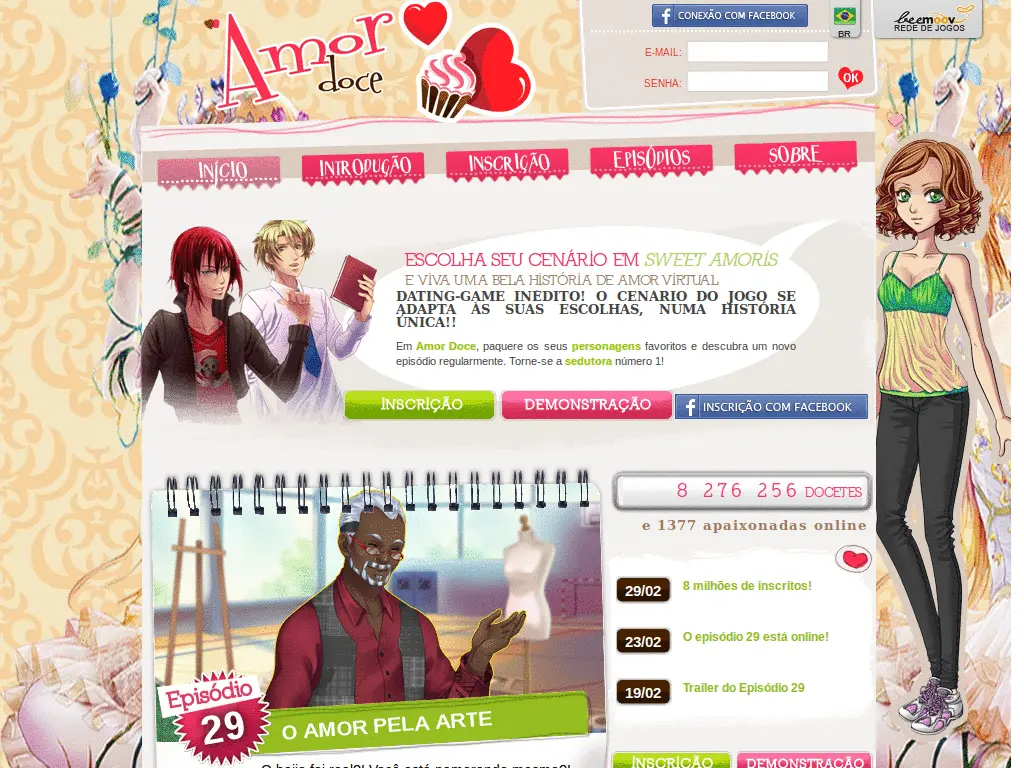 Amor
doce
CONEXÃO COM FACEBOOK
BR
beemoov
REDE DE JOGOS
E-MAIL:
SENHA:
OK
INÍCIO
INTRODUÇÃO
INSCRIÇÃO
EPISÓDIOS
SOBRE
ESCOLHA SEU CENÁRIO EM SWEET AMORIS
E VIVA UMA BELA HISTÓRIA DE AMOR VIRTUAL
DATING-GAME INEDITO! O CENARIO DO JOGO SE
ADAPTA ÀS SUAS ESCOLHAS, NUMA HISTÓRIA
ÚNICA!!
Em Amor Doce, paquere os seus personagens favoritos e descubra um novo
episódio regularmente. Torne-se a sedutora número 1!
INSCRIÇÃO
DEMONSTRAÇÃO
INSCRIÇÃO COM FACEBOOK
8 276 256 DOCETES
e 1377 apaixonadas online
29/02 8 milhões de inscritos!
23/02 O episódio 29 está online!
19/02 Trailer do Episódio 29
Episódio
29
O AMOR PELA ARTE
O beijo foi real?! Você está namorando mesmo?!
INSCRIÇÃO
DEMONSTRAÇÃO